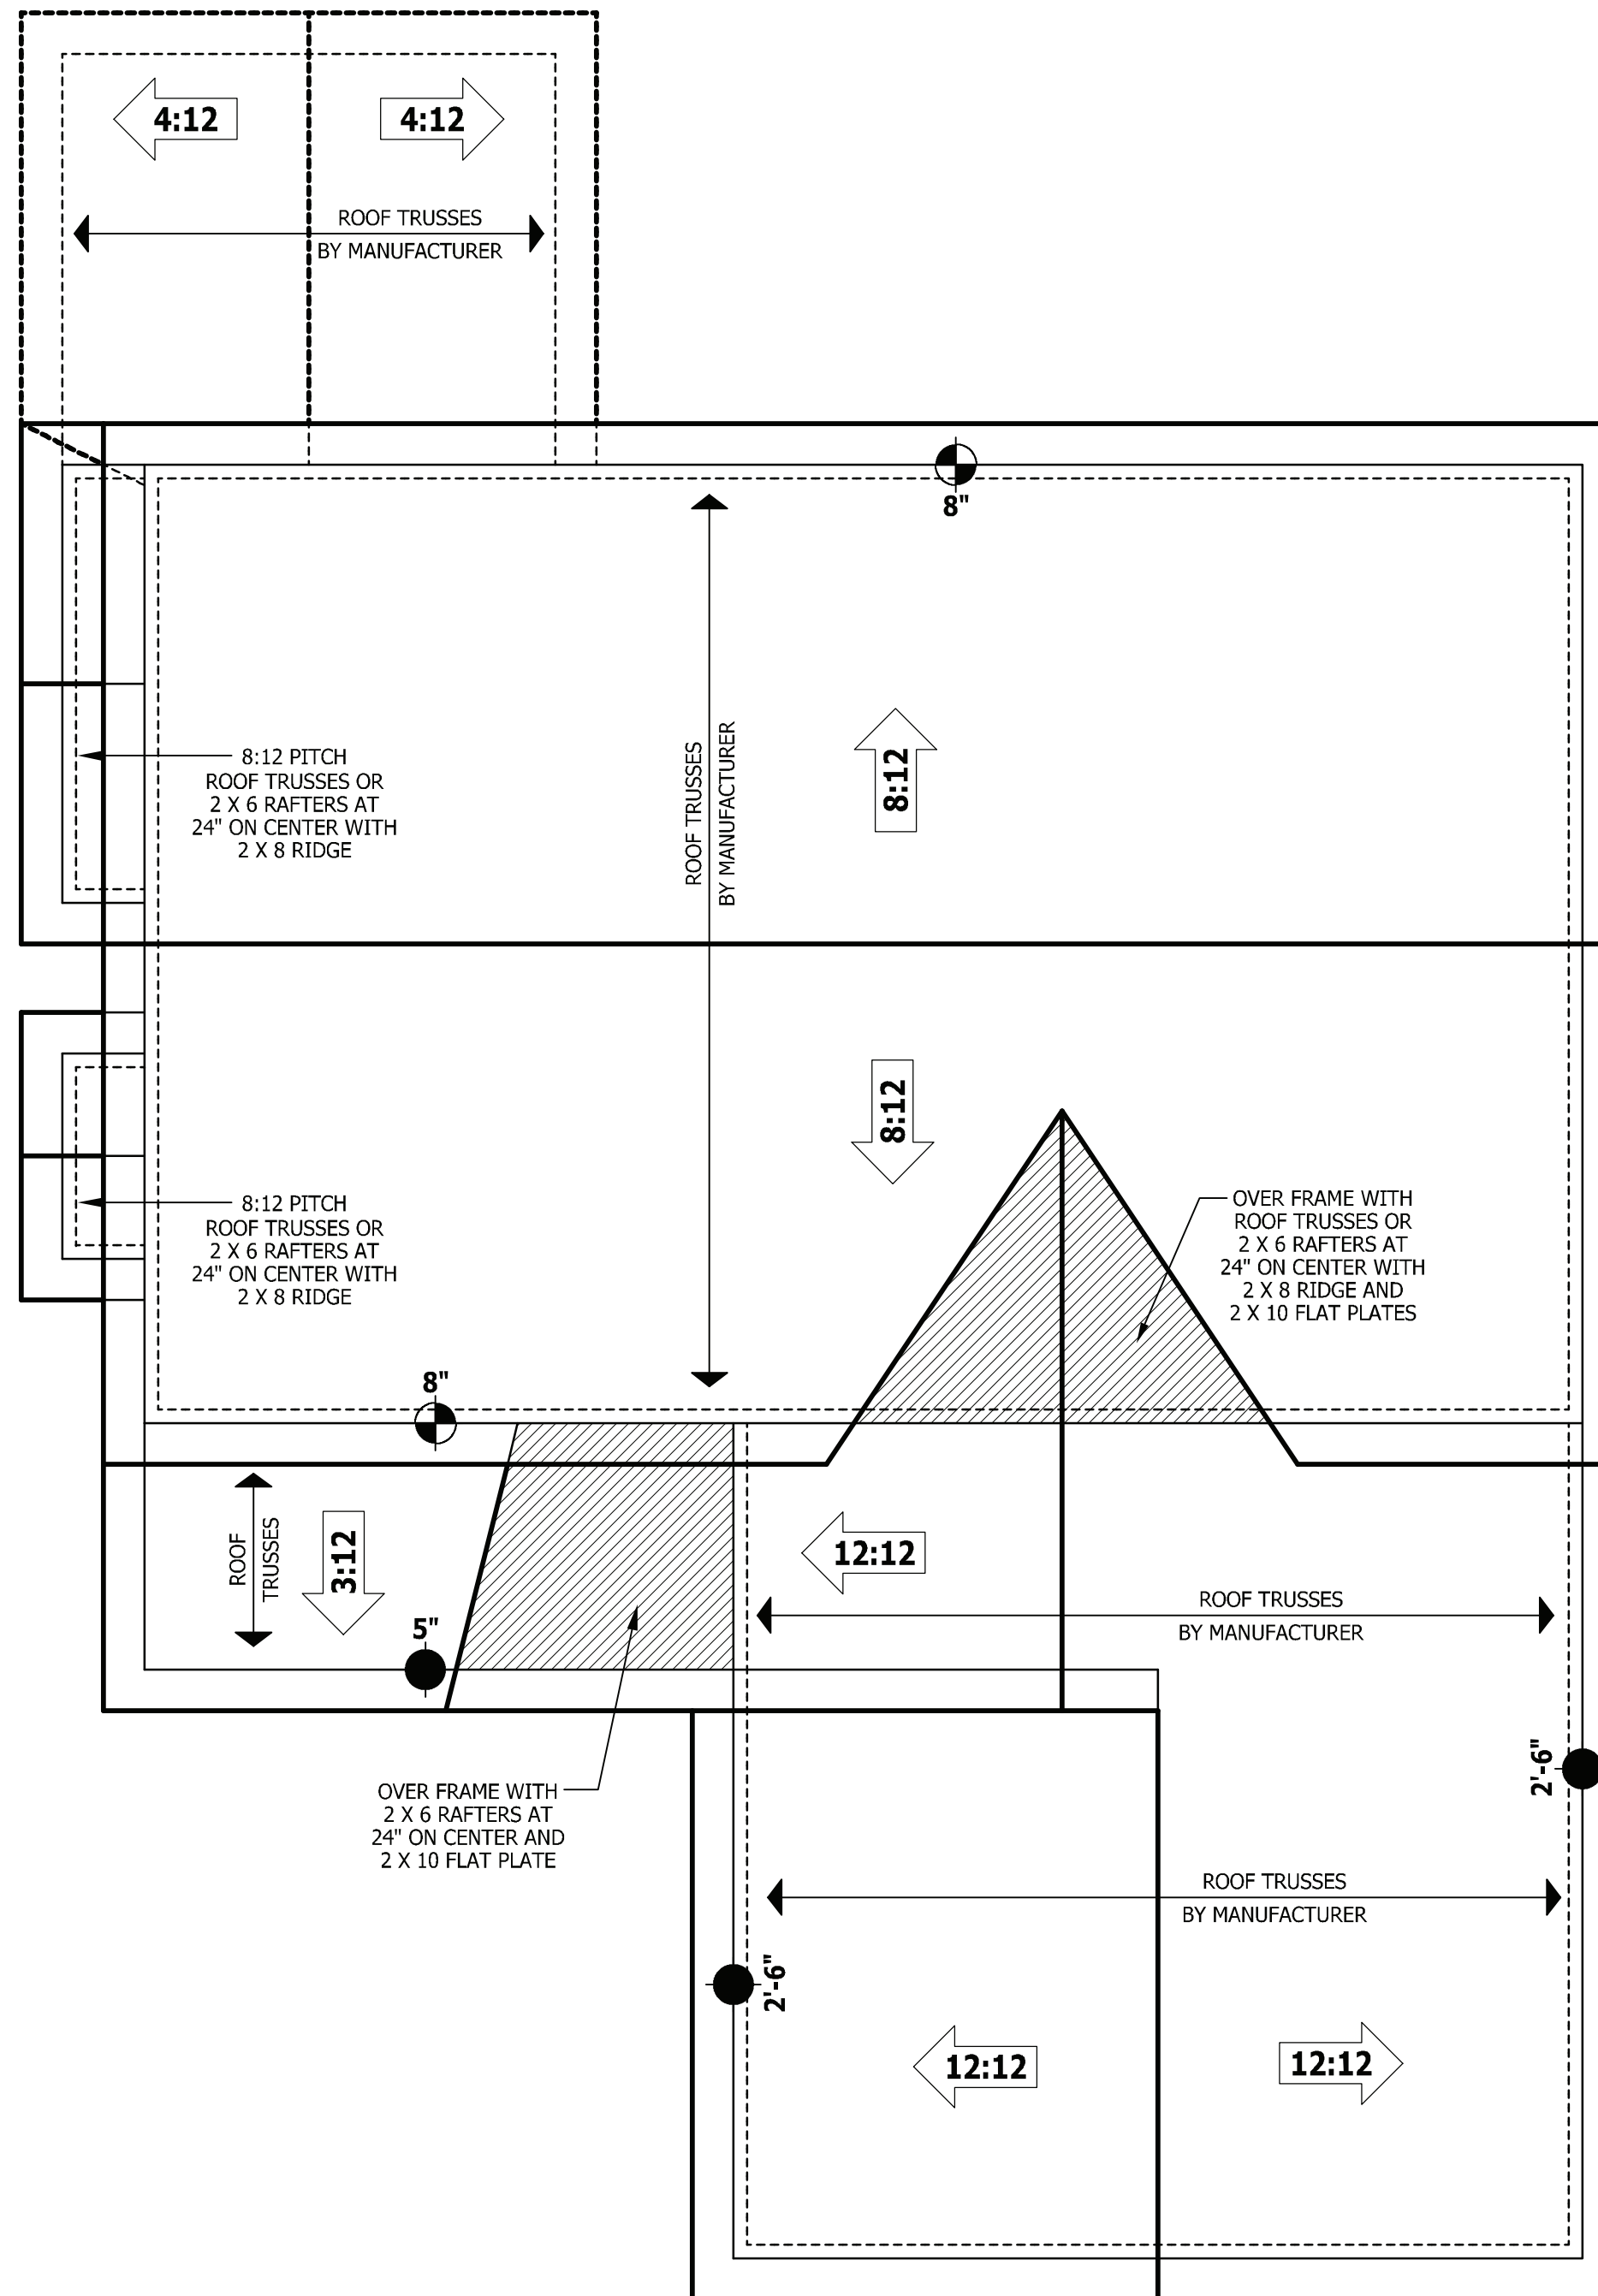 4:12
4:12
ROOF TRUSSES
BY MANUFACTURER
8"
8:12 PITCH
ROOF TRUSSES OR
2 X 6 RAFTERS AT
24" ON CENTER WITH
2 X 8 RIDGE
ROOF TRUSSES
BY MANUFACTURER
8:12
8:12
8:12 PITCH
ROOF TRUSSES OR
2 X 6 RAFTERS AT
24" ON CENTER WITH
2 X 8 RIDGE
OVER FRAME WITH
ROOF TRUSSES OR
2 X 6 RAFTERS AT
24" ON CENTER WITH
2 X 8 RIDGE AND
2 X 10 FLAT PLATES
8"
ROOF
TRUSSES
3:12
12:12
ROOF TRUSSES
BY MANUFACTURER
5"
2'-6"
OVER FRAME WITH
2 X 6 RAFTERS AT
24" ON CENTER AND
2 X 10 FLAT PLATE
ROOF TRUSSES
BY MANUFACTURER
2'-6"
12:12
12:12